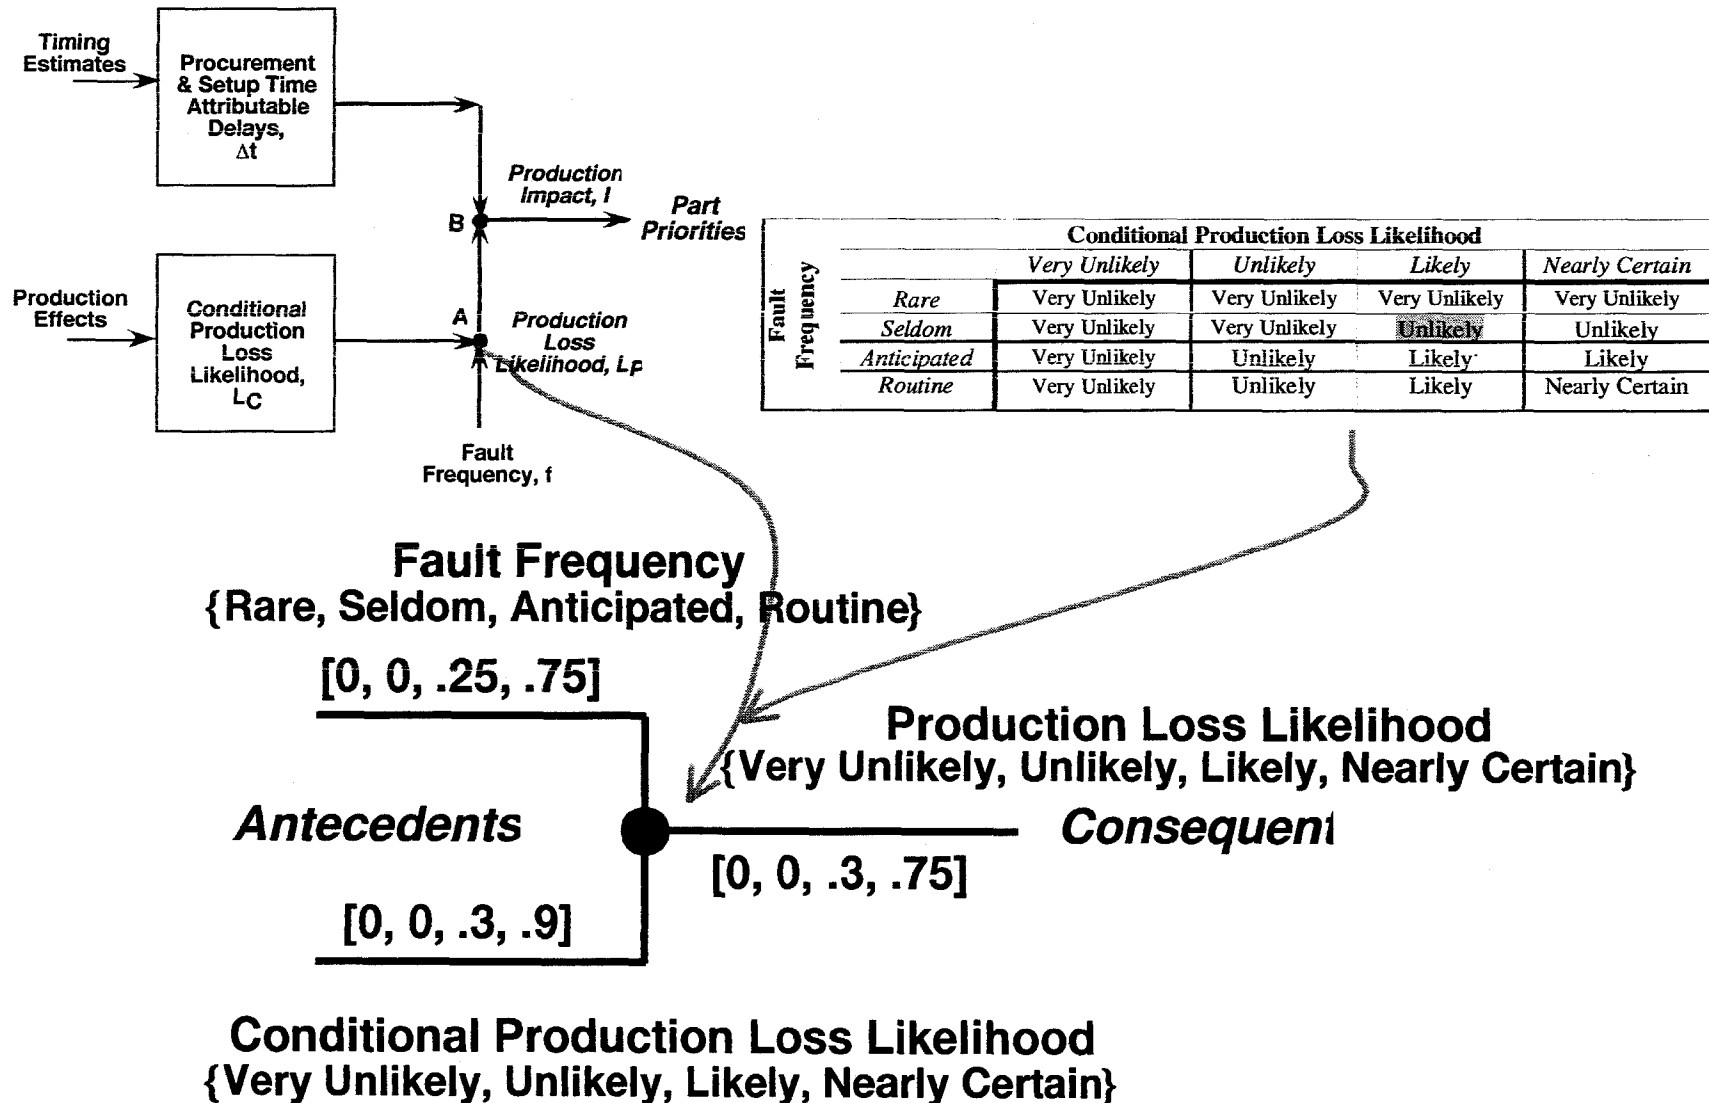 Timing
Estimates
Procurement
& Setup Time
Attributable
Delays,
Δt
Production
Impact, I
B
Part
Priorities
Production
Effects
Conditional
Production
Loss
Likelihood,
LC
A
Production
Loss
Likelihood, Lp
Fault
Frequency, f
Conditional Production Loss Likelihood
Fault
Frequency
Very Unlikely Unlikely Likely Nearly Certain
Rare Very Unlikely Very Unlikely Very Unlikely Very Unlikely
Seldom Very Unlikely Very Unlikely Unlikely Unlikely
Anticipated Very Unlikely Unlikely Likely Likely
Routine Very Unlikely Unlikely Likely Nearly Certain
Fault Frequency
{Rare, Seldom, Anticipated, Routine}
[0, 0, .25, .75]
Production Loss Likelihood
{Very Unlikely, Unlikely, Likely, Nearly Certain}
Antecedents
Consequent
[0, 0, .3, .75]
[0, 0, .3, .9]
Conditional Production Loss Likelihood
{Very Unlikely, Unlikely, Likely, Nearly Certain}